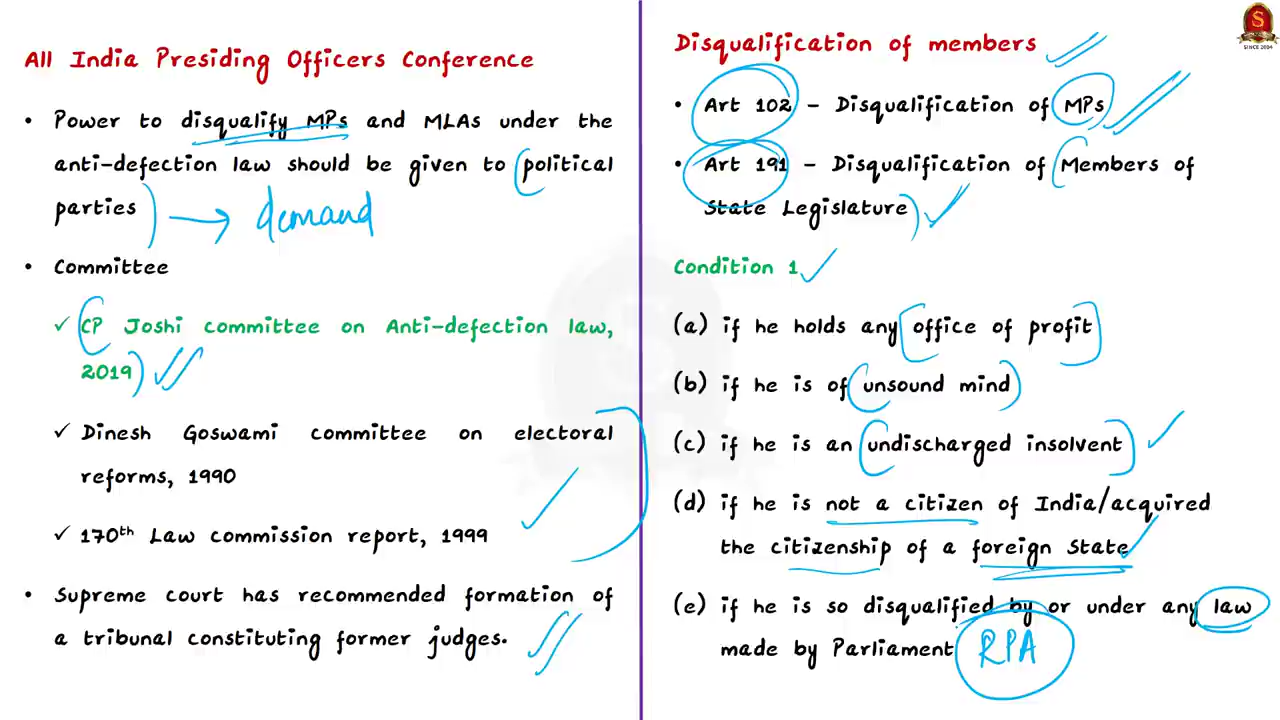 All India Presiding Officers Conference
• Power to disqualify MPs and MLAs under the
anti-defection law should be given to political
parties → demand
• Committee
✓ CP Joshi committee on Anti-defection law,
2019
✓ Dinesh Goswami committee on electoral
reforms, 1990
✓ 170th Law commission report, 1999
• Supreme court has recommended formation of
a tribunal constituting former judges.
Disqualification of members
• Art 102 – Disqualification of MPs
• Art 191 – Disqualification of Members of
State Legislature
Condition 1
(a) if he holds any office of profit
(b) if he is of unsound mind
(c) if he is an undischarged insolvent
(d) if he is not a citizen of India/acquired
the citizenship of a foreign State
(e) if he is so disqualified by or under any law
made by Parliament RPA
S
SINCE 2004